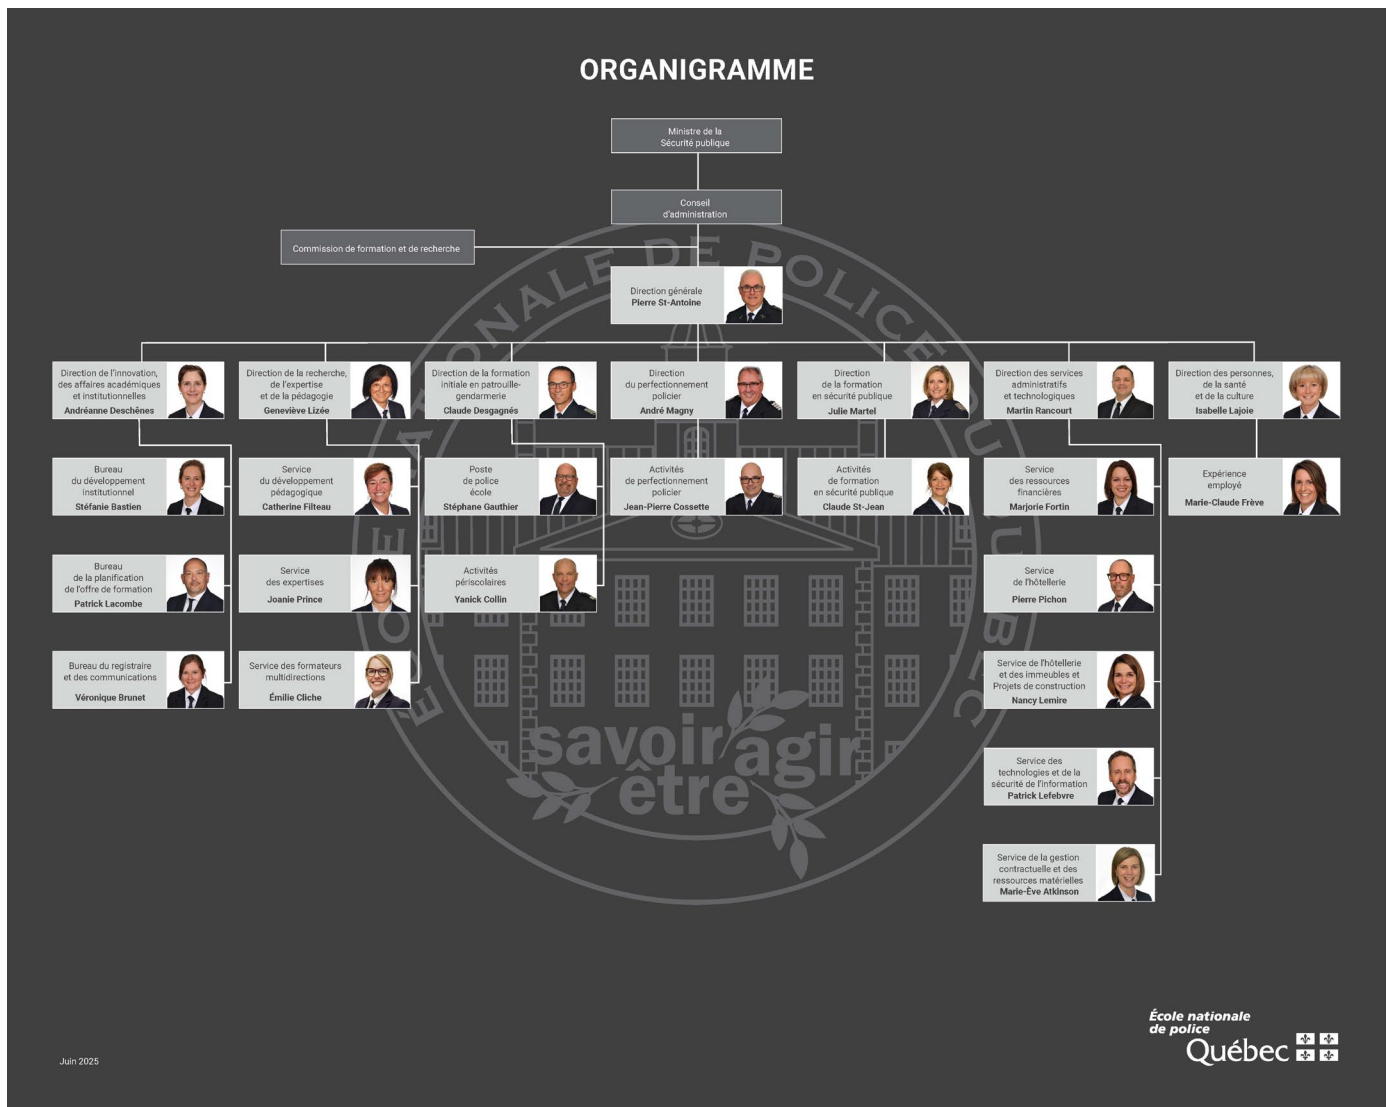 ORGANIGRAMME
Ministre de la
Sécurité publique
Conseil
d'administration
Commission de formation et de recherche
Direction générale
Pierre St-Antoine
Direction de l'innovation,
des affaires académiques
et institutionnelles
Andréanne Deschênes
Direction de la recherche,
de l'expertise
et de la pédagogie
Geneviève Lizée
Direction de la formation
initiale en patrouille-
gendarmerie
Claude Desgagnés
Direction
du perfectionnement
policier
André Magny
Direction
de la formation
en sécurité publique
Julie Martel
Direction des services
administratifs
et technologiques
Martin Rancourt
Direction des personnes,
de la santé
et de la culture
Isabelle Lajoie
Bureau
du développement
institutionnel
Stéfanie Bastien
Service
du développement
pédagogique
Catherine Filteau
Poste
de police
école
Stéphane Gauthier
Activités
de perfectionnement
policier
Jean-Pierre Cossette
Activités
de formation
en sécurité publique
Claude St-Jean
Service
des ressources
financières
Marjorie Fortin
Expérience
employé
Marie-Claude Frève
Bureau
de la planification
de l'offre de formation
Patrick Lacombe
Service
des expertises
Joanie Prince
Activités
périscolaires
Yanick Collin
Service
de l'hôtellerie
Pierre Pichon
Bureau du registraire
et des communications
Véronique Brunet
Service des formateurs
multidirections
Émilie Cliche
Service de l'hôtellerie
et des immeubles et
Projets de construction
Nancy Lemire
Service des
technologies et de la
sécurité de l'information
Patrick Lefebvre
Service de la gestion
contractuelle et des
ressources matérielles
Marie-Ève Atkinson
ÉCOLE NATIONALE DE POLICE DU QUÉBEC
savoir agir
être
Juin 2025
École nationale
de police
Québec